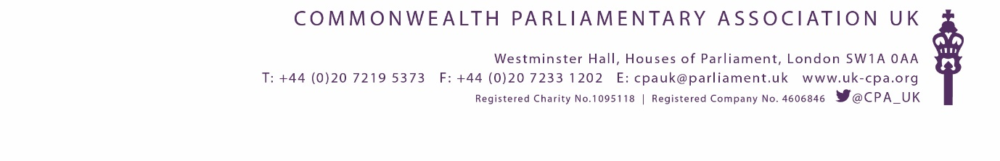 COMMONWEALTH PARLIAMENTARY ASSOCIATION UK
Westminster Hall, Houses of Parliament, London SW1A 0AA
T: +44 (0)20 7219 5373 F: +44 (0)20 7233 1202 E: cpauk@parliament.uk www.uk-cpa.org
Registered Charity No.1095118 | Registered Company No. 4606846 @CPA_UK